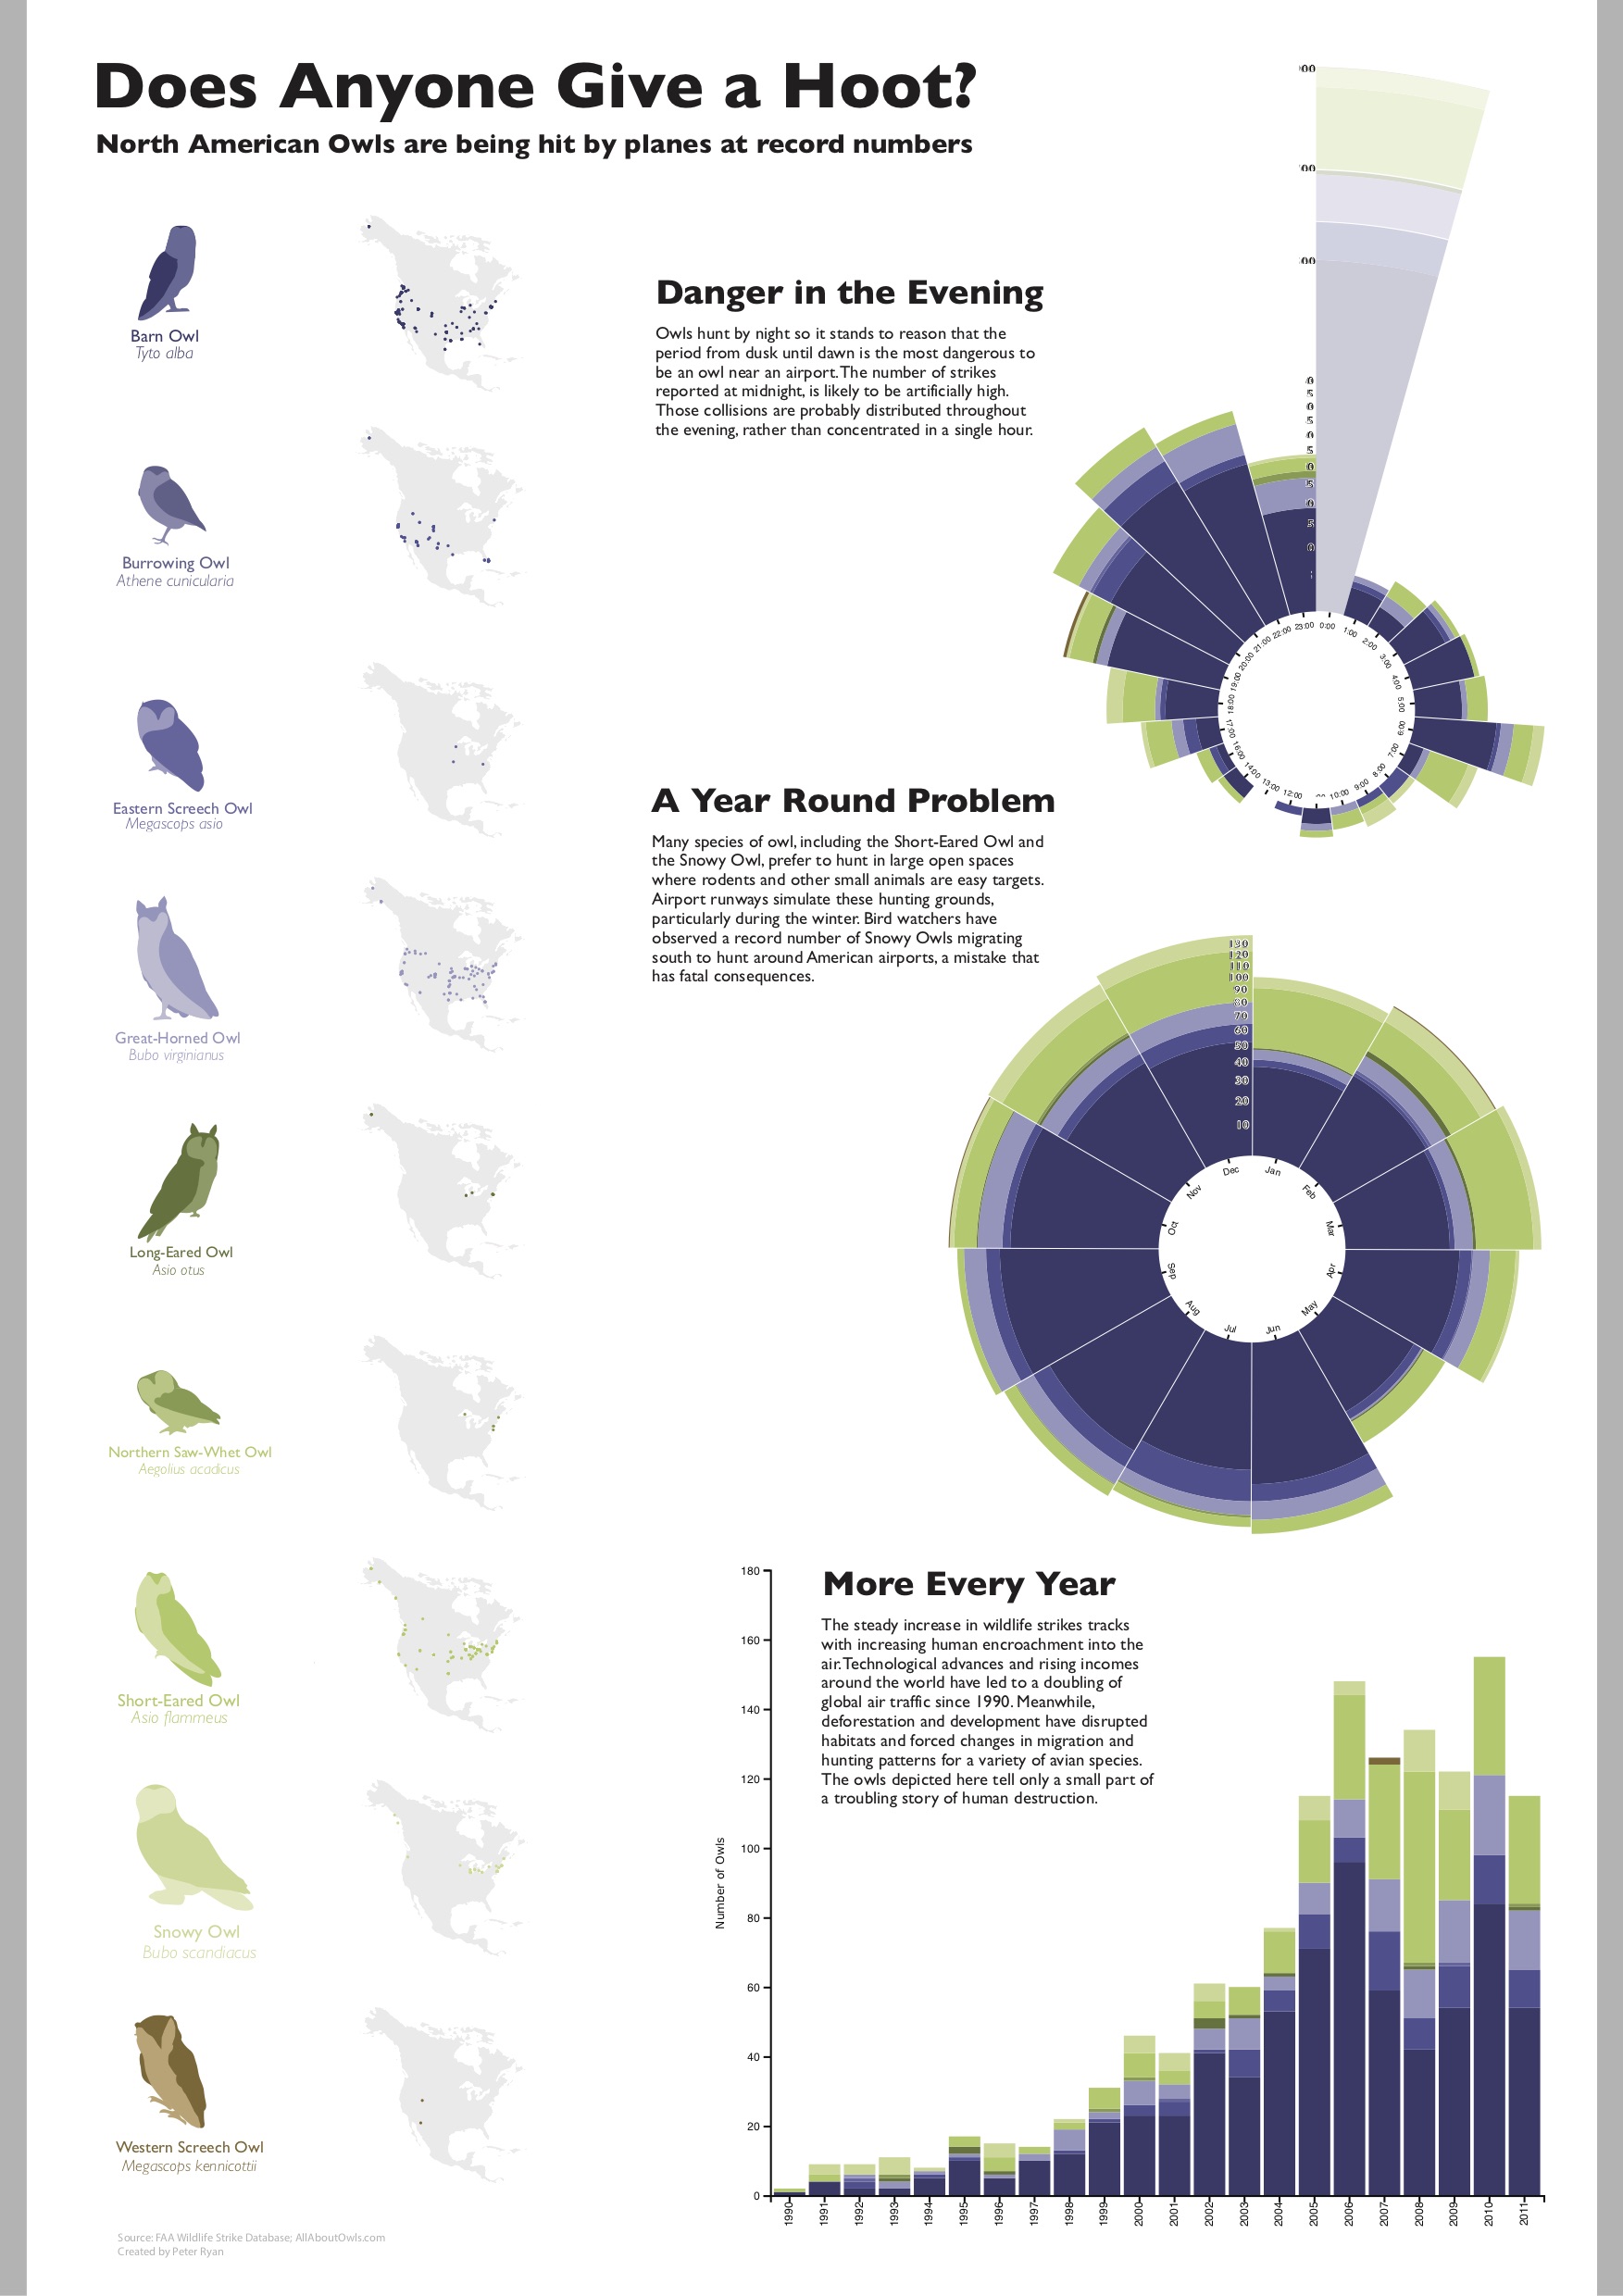 Does Anyone Give a Hoot?
North American Owls are being hit by planes at record numbers
Barn Owl
Tyto alba
Burrowing Owl
Athene cunicularia
Eastern Screech Owl
Megascops asio
Great-Horned Owl
Bubo virginianus
Long-Eared Owl
Asio otus
Northern Saw-Whet Owl
Aegolius acadicus
Short-Eared Owl
Asio flammeus
Snowy Owl
Bubo scandiacus
Western Screech Owl
Megascops kennicottii
Source: FAA Wildlife Strike Database; AllAboutOwls.com
Created by Peter Ryan
Danger in the Evening
Owls hunt by night so it stands to reason that the
period from dusk until dawn is the most dangerous to
be an owl near an airport. The number of strikes
reported at midnight, is likely to be artificially high.
Those collisions are probably distributed throughout
the evening, rather than concentrated in a single hour.
0:00
1:00
2:00
3:00
4:00
5:00
6:00
7:00
8:00
9:00
10:00
12:00
13:00
14:00
16:00
17:00
18:00
19:00
20:00
21:00
22:00
23:00
A Year Round Problem
Many species of owl, including the Short-Eared Owl and
the Snowy Owl, prefer to hunt in large open spaces
where rodents and other small animals are easy targets.
Airport runways simulate these hunting grounds,
particularly during the winter. Bird watchers have
observed a record number of Snowy Owls migrating
south to hunt around American airports, a mistake that
has fatal consequences.
130
120
110
100
90
80
70
60
50
40
30
20
10
Jan
Feb
Mar
Apr
May
Jun
Jul
Aug
Sep
Oct
Nov
Dec
More Every Year
The steady increase in wildlife strikes tracks
with increasing human encroachment into the
air. Technological advances and rising incomes
around the world have led to a doubling of
global air traffic since 1990. Meanwhile,
deforestation and development have disrupted
habitats and forced changes in migration and
hunting patterns for a variety of avian species.
The owls depicted here tell only a small part of
a troubling story of human destruction.
Number of Owls
180
160
140
120
100
80
60
40
20
0
1990
1991
1992
1993
1994
1995
1996
1997
1998
1999
2000
2001
2002
2003
2004
2005
2006
2007
2008
2009
2010
2011